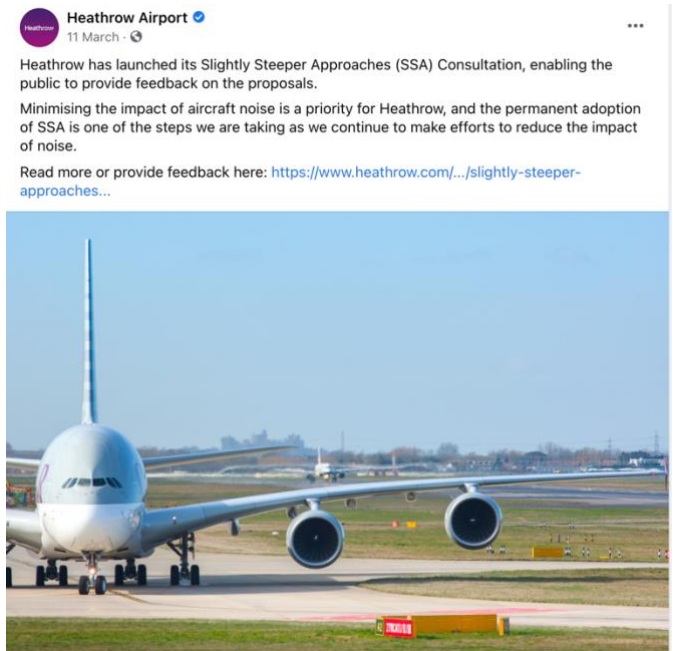 Heathrow
Heathrow Airport
11 March ·
Heathrow has launched its Slightly Steeper Approaches (SSA) Consultation, enabling the
public to provide feedback on the proposals.
Minimising the impact of aircraft noise is a priority for Heathrow, and the permanent adoption
of SSA is one of the steps we are taking as we continue to make efforts to reduce the impact
of noise.
Read more or provide feedback here: https://www.heathrow.com/.../slightly-steeper-
approaches...